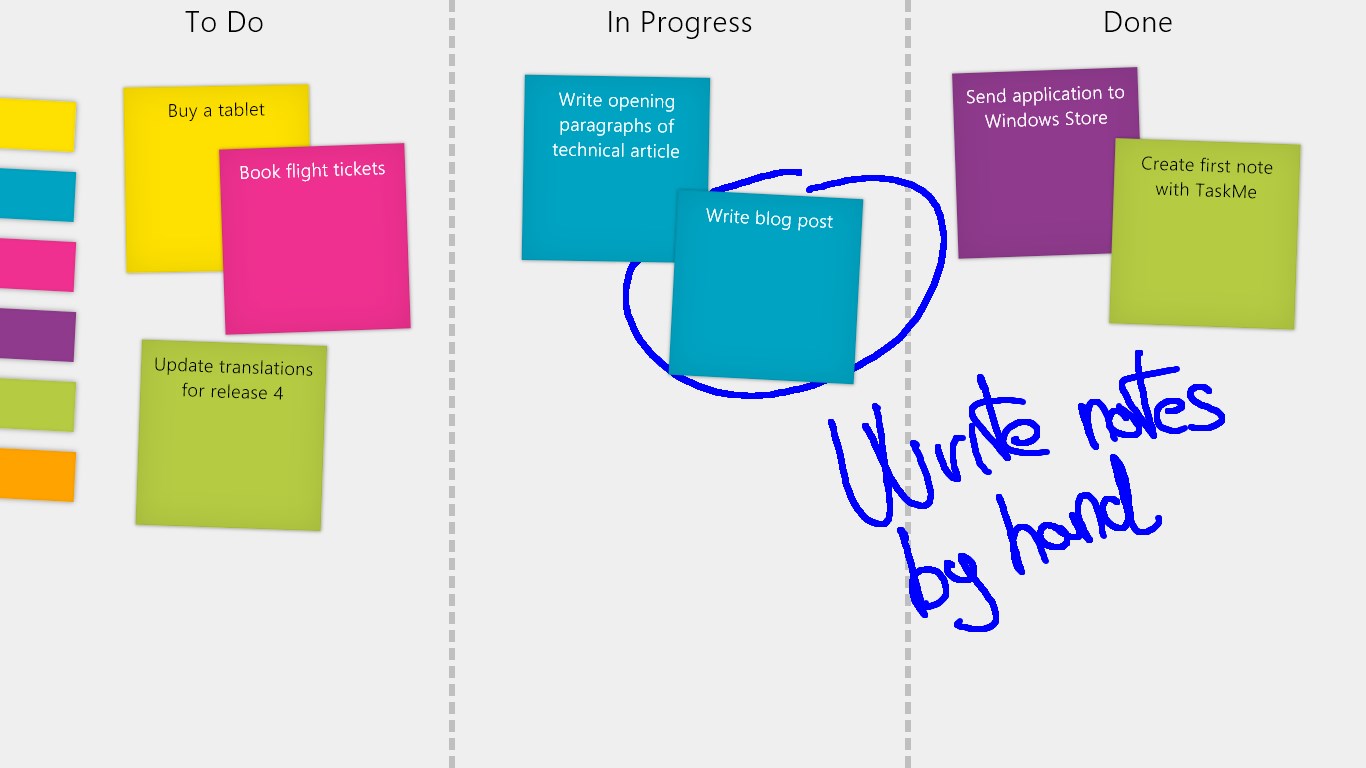 To Do
In Progress
Done
Buy a tablet
Book flight tickets
Update translations
for release 4
Write opening
paragraphs of
technical article
Write blog post
Send application to
Windows Store
Create first note
with TaskMe
Write notes
by hand